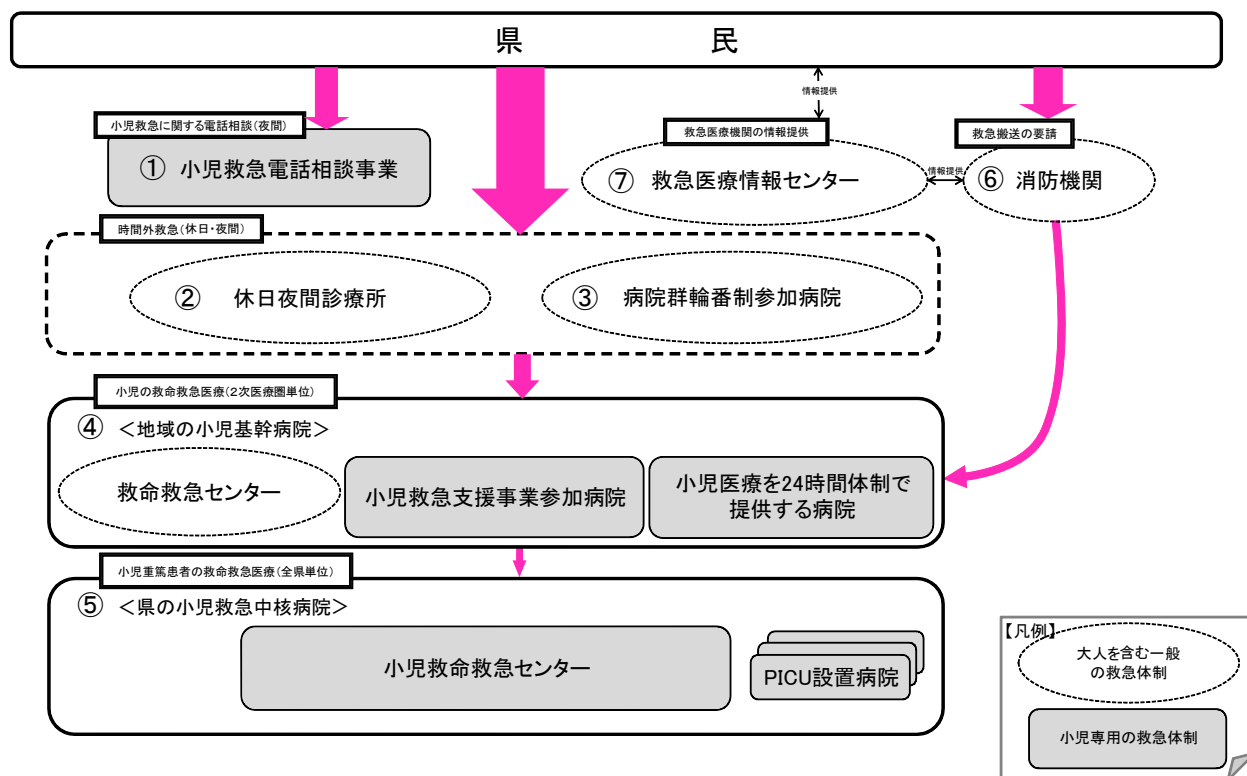 県 民
情報提供
小児救急に関する電話相談(夜間)
① 小児救急電話相談事業
救急医療機関の情報提供
⑦ 救急医療情報センター
情報提供
救急搬送の要請
⑥ 消防機関
時間外救急(休日・夜間)
② 休日夜間診療所
③ 病院群輪番制参加病院
小児の救命救急医療(2次医療圏単位)
④ <地域の小児基幹病院>
救命救急センター
小児救急支援事業参加病院
小児医療を24時間体制で
提供する病院
小児重篤患者の救命救急医療(全県単位)
⑤ <県の小児救急中核病院>
小児救命救急センター
PICU設置病院
【凡例】
大人を含む一般
の救急体制
小児専用の救急体制